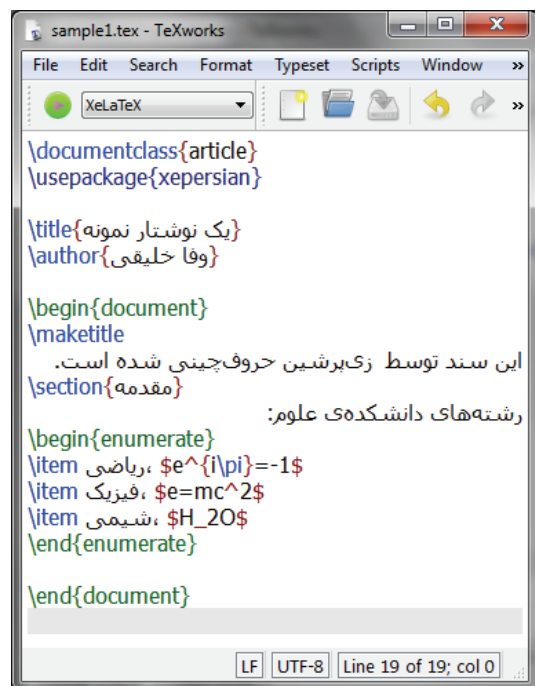 sample1.tex - TeXworks
File Edit Search Format Typeset Scripts Window »
XeLaTeX »
\documentclass{article}
\usepackage{xepersian}
\title{یک نوشتار نمونه}
\author{وفا خلیقی}
\begin{document}
\maketitle
این سند توسط زی‌پرشین حروف‌چینی شده است.
\section{مقدمه}
رشته‌های دانشکده‌ی علوم:
\begin{enumerate}
\item ریاضی، $e^{i\pi}=-1$
\item فیزیک، $e=mc^2$
\item شیمی، $H_2O$
\end{enumerate}
\end{document}
LF UTF-8 Line 19 of 19; col 0